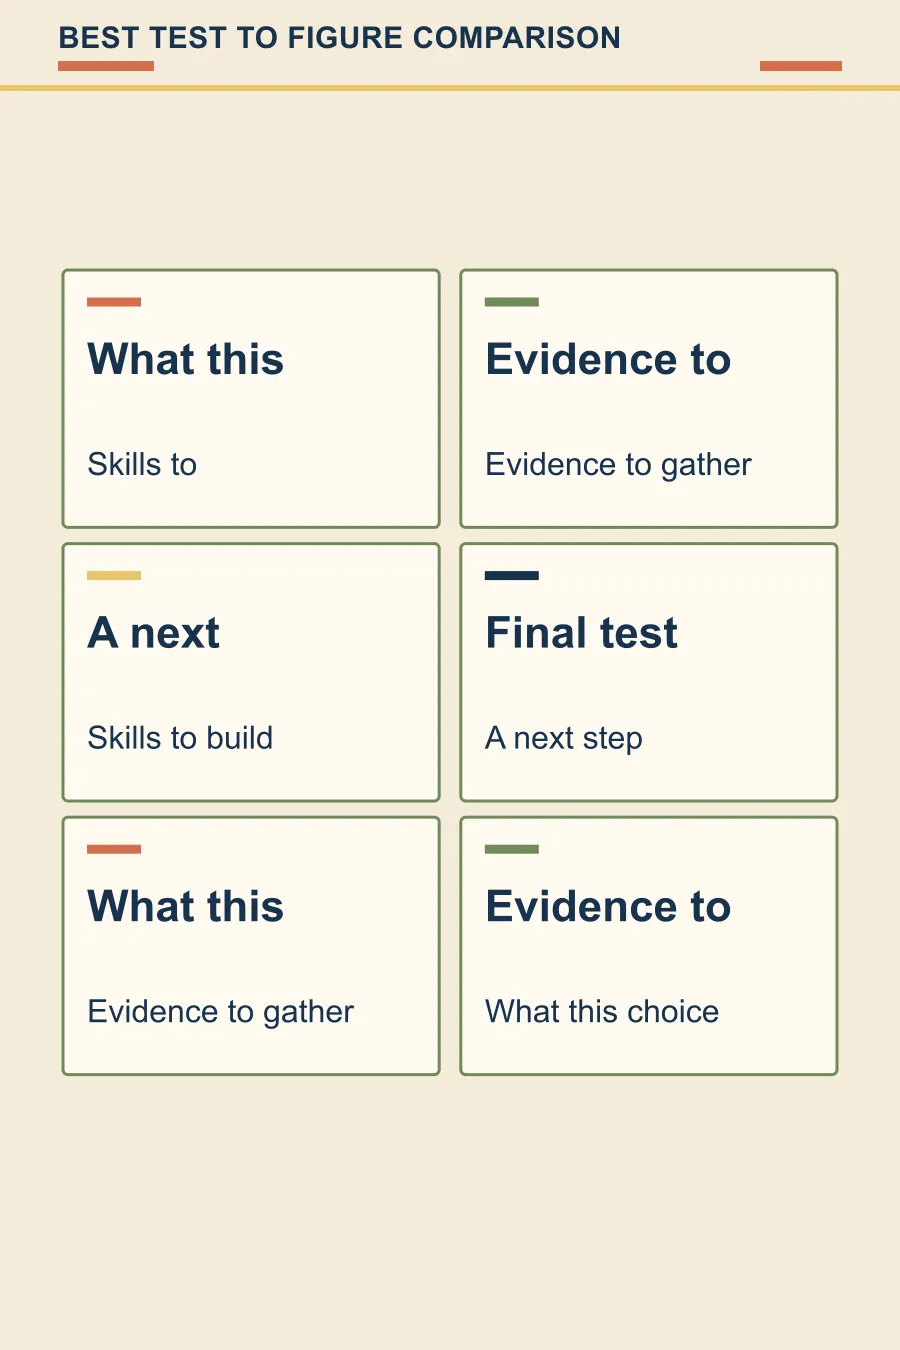 BEST TEST TO FIGURE COMPARISON
What this
Skills to
Evidence to
Evidence to gather
A next
Skills to build
Final test
A next step
What this
Evidence to gather
Evidence to
What this choice